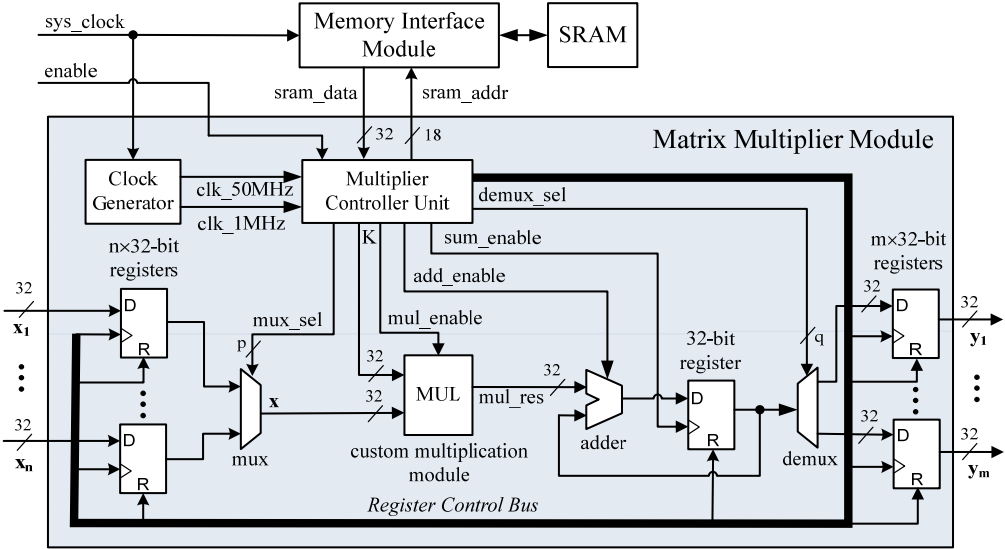 sys_clock
Memory Interface
Module
SRAM
enable
sram_data
sram_addr
32
18
Matrix Multiplier Module
Clock
Generator
clk_50MHz
clk_1MHz
Multiplier
Controller Unit
demux_sel
K
sum_enable
add_enable
mul_enable
mux_sel
p
n×32-bit
registers
m×32-bit
registers
32
x1
D
R
32
xn
D
R
mux
x
32
32
MUL
custom multiplication
module
mul_res
32
adder
32-bit
register
D
R
q
demux
32
D
R
32
y1
32
D
R
32
ym
Register Control Bus